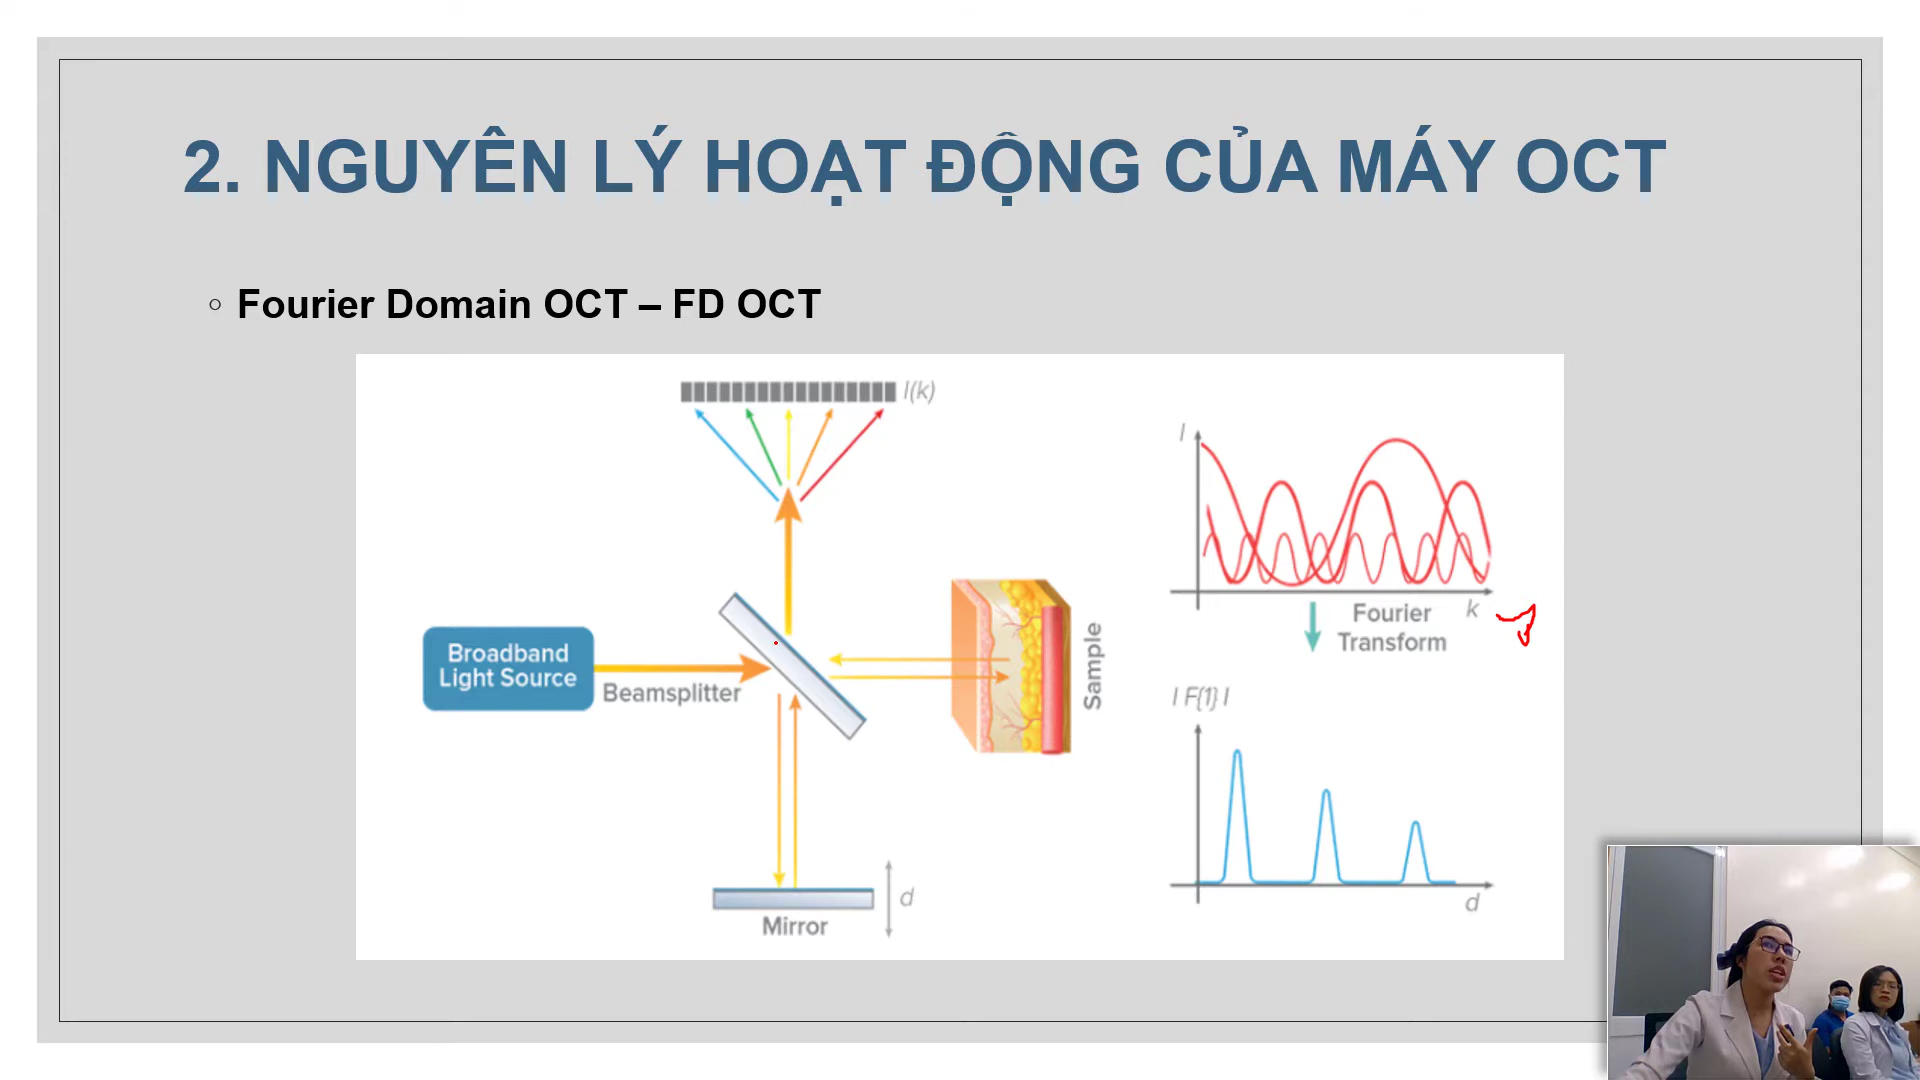 2. NGUYÊN LÝ HOẠT ĐỘNG CỦA MÁY OCT
Fourier Domain OCT – FD OCT
I(k)
Broadband
Light Source
Beamsplitter
Sample
Mirror
d
I
k
Fourier
Transform
I F{1} I
d